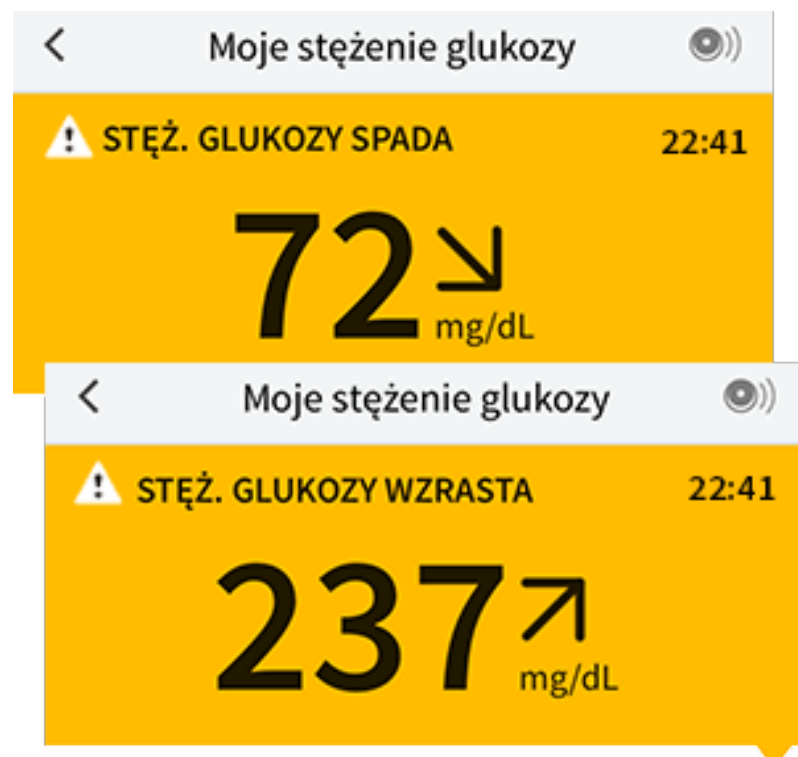 Moje stężenie glukozy
STĘŻ. GLUKOZY SPADA 22:41
72
mg/dL
Moje stężenie glukozy
STĘŻ. GLUKOZY WZRASTA 22:41
237
mg/dL